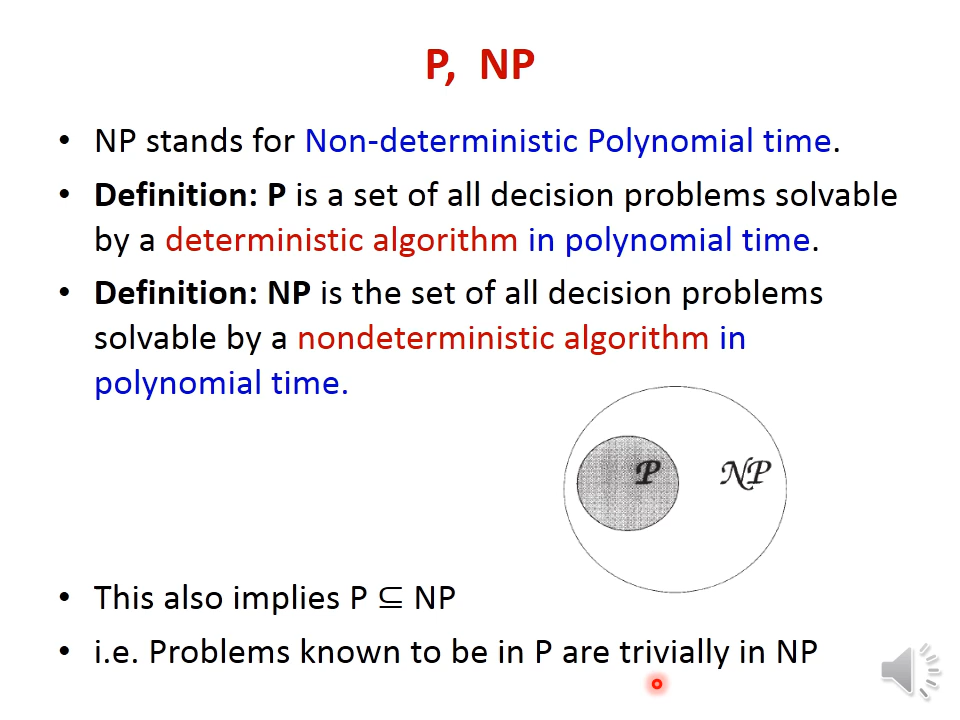 P, NP
• NP stands for Non-deterministic Polynomial time.
• Definition: P is a set of all decision problems solvable
by a deterministic algorithm in polynomial time.
• Definition: NP is the set of all decision problems
solvable by a nondeterministic algorithm in
polynomial time.
P NP
• This also implies P ⊆ NP
• i.e. Problems known to be in P are trivially in NP